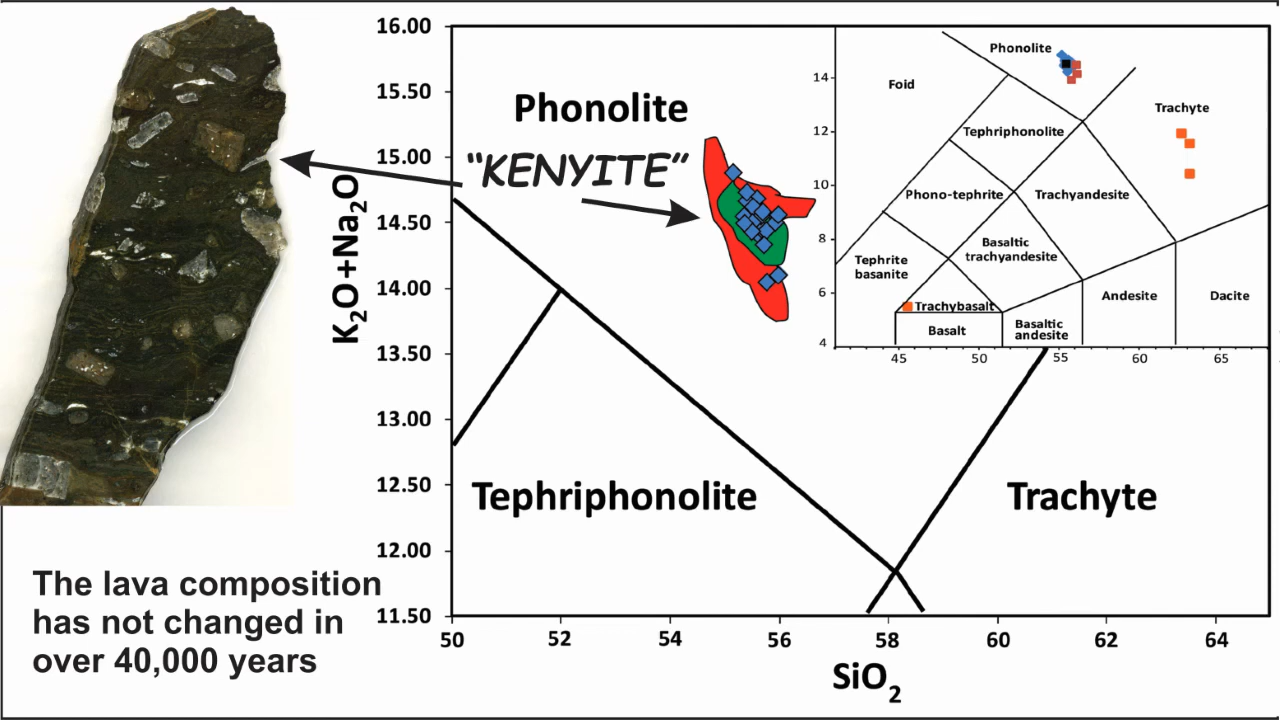 16.00
15.50
15.00
14.50
14.00
13.50
13.00
12.50
12.00
11.50
K₂O+Na₂O
50
52
54
56
58
60
62
64
SiO₂
Phonolite
“KENYITE”
Tephriphonolite
Trachyte
14
12
10
8
6
4
45
50
55
60
65
Phonolite
Foid
Trachyte
Tephriphonolite
Phono-tephrite
Trachyandesite
Basaltic
trachyandesite
Tephrite
basanite
Trachybasalt
Andesite
Dacite
Basalt
Basaltic
andesite
The lava composition
has not changed in
over 40,000 years